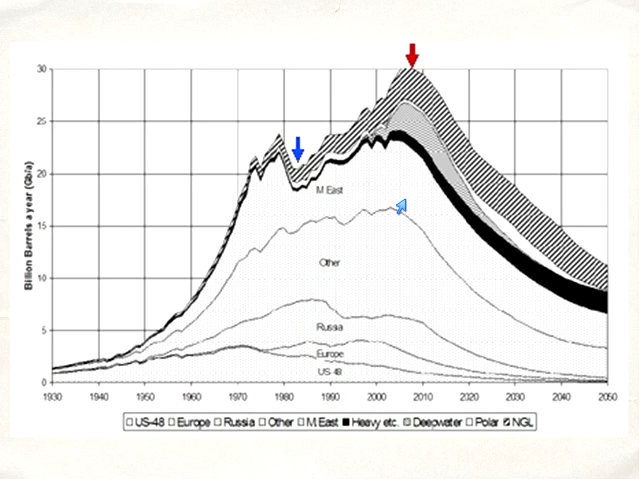 Billion Barrels a year (Gb/a)
30
25
20
15
10
5
0
M.East
Other
Russia
Europe
US-48
1930 1940 1950 1960 1970 1980 1990 2000 2010 2020 2030 2040 2050
US-48 Europe Russia Other M.East Heavy etc. Deepwater Polar NGL